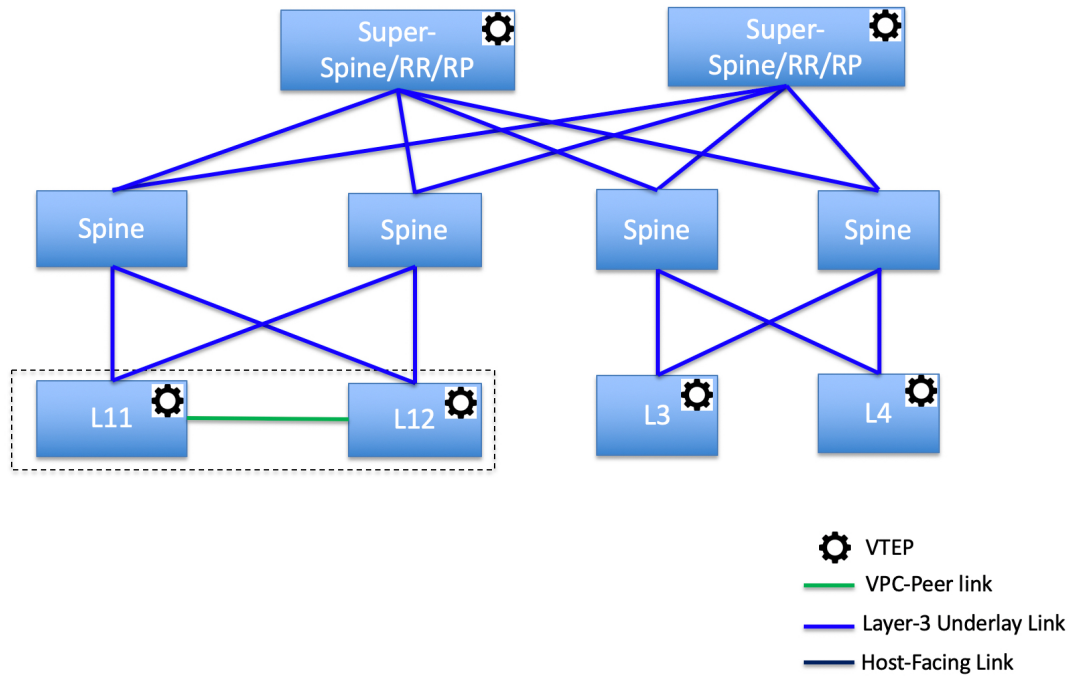 Super-
Spine/RR/RP
Super-
Spine/RR/RP
Spine
Spine
Spine
Spine
L11
L12
L3
L4
VTEP
VPC-Peer link
Layer-3 Underlay Link
Host-Facing Link